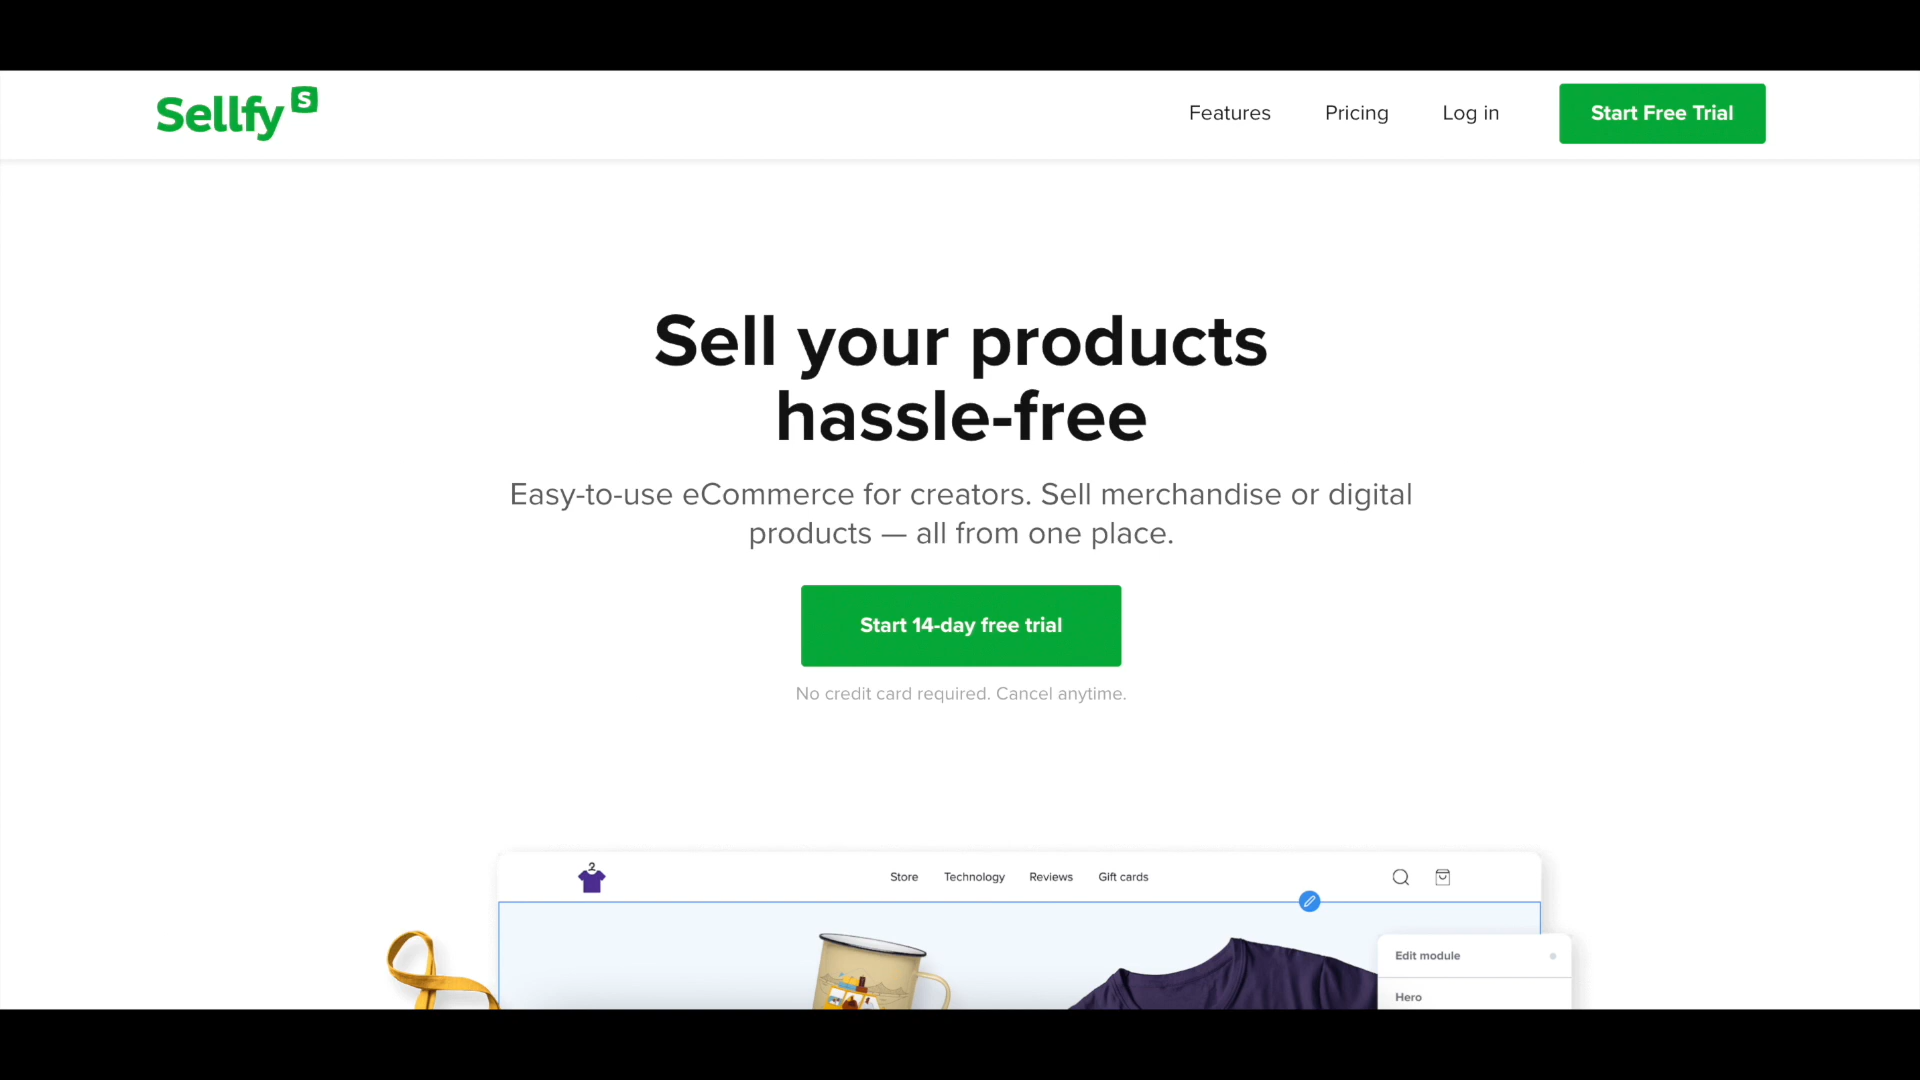 Sellfy S
Features
Pricing
Log in
Start Free Trial
Sell your products
hassle-free
Easy-to-use eCommerce for creators. Sell merchandise or digital
products — all from one place.
Start 14-day free trial
No credit card required. Cancel anytime.
Store
Technology
Reviews
Gift cards
Edit module
Hero